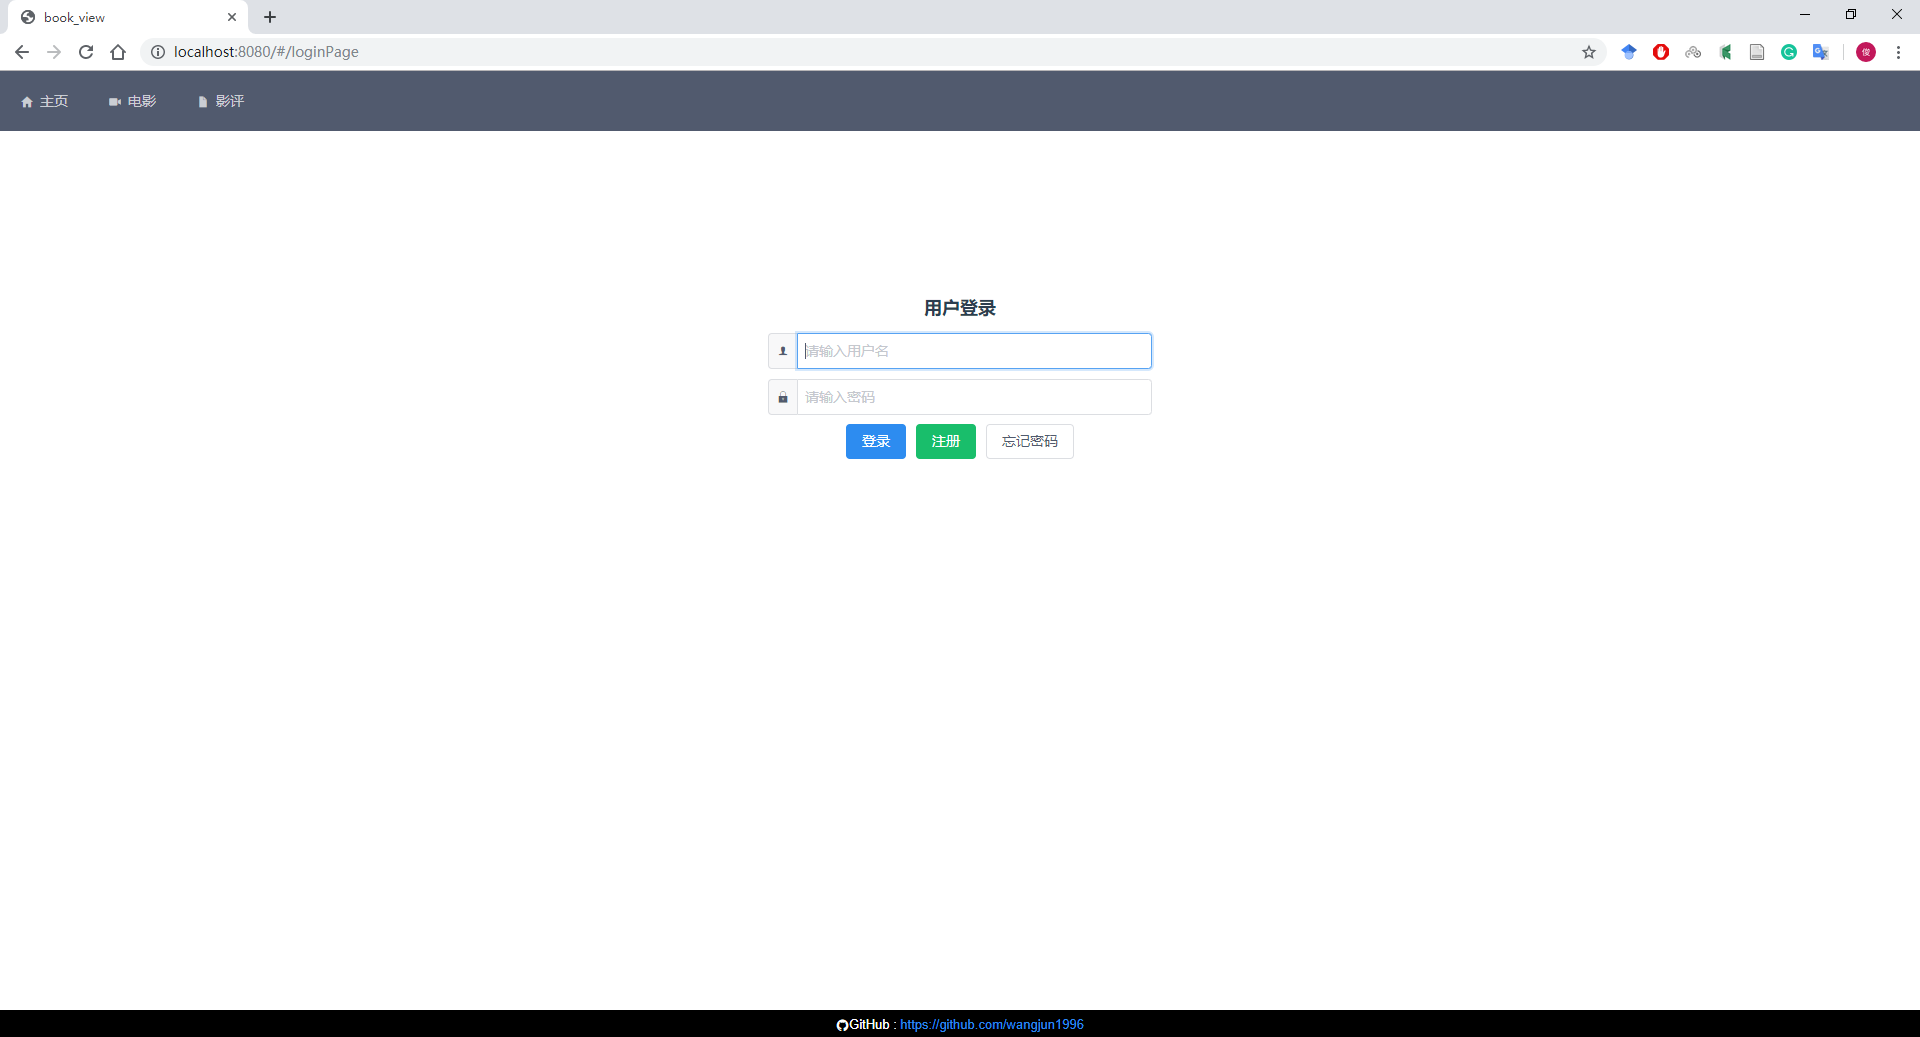 book_view
localhost:8080/#/loginPage
俊
主页 电影 影评
用户登录
请输入用户名
请输入密码
登录 注册 忘记密码
GitHub : https://github.com/wangjun1996